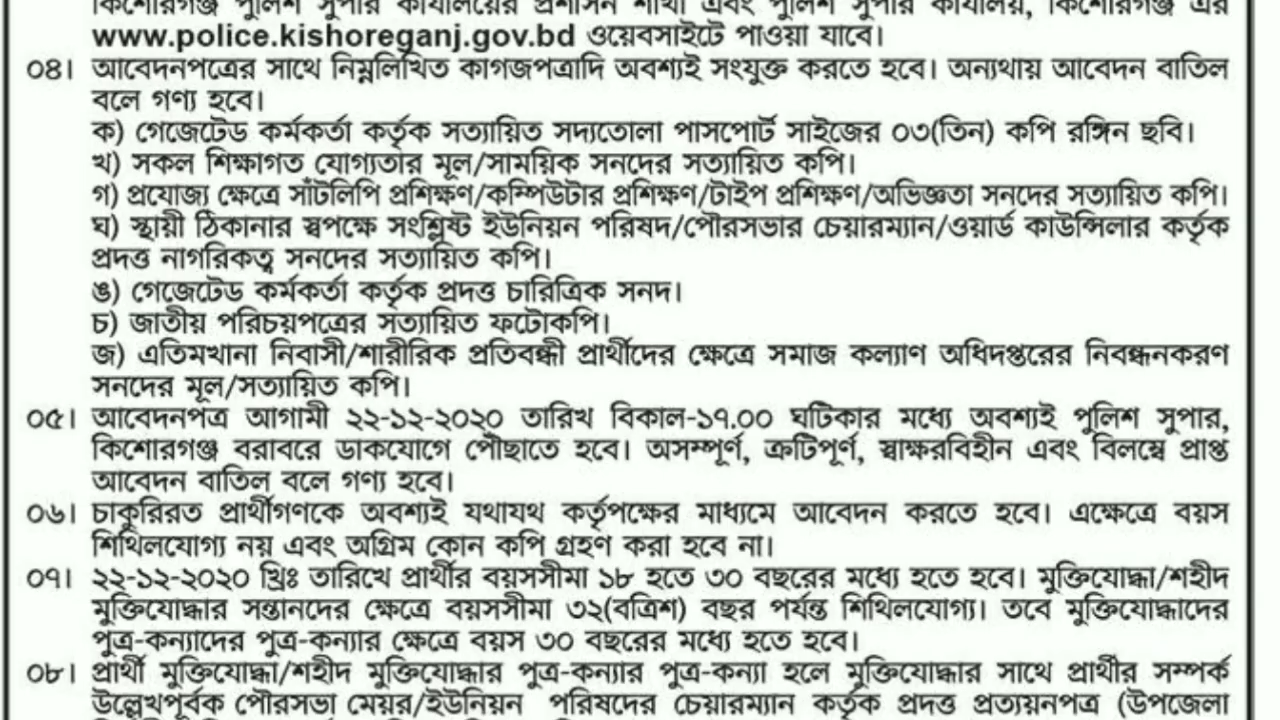 কিশোরগঞ্জ পুলিশ সুপার কার্যালয়ের প্রশাসন শাখা এবং পুলিশ সুপার কার্যালয়, কিশোরগঞ্জ এর
www.police.kishoreganj.gov.bd ওয়েবসাইটে পাওয়া যাবে।
০৪। আবেদনপত্রের সাথে নিম্নলিখিত কাগজপত্রাদি অবশ্যই সংযুক্ত করতে হবে। অন্যথায় আবেদন বাতিল
বলে গণ্য হবে।
ক) গেজেটেড কর্মকর্তা কর্তৃক সত্যায়িত সদ্যতোলা পাসপোর্ট সাইজের ০৩(তিন) কপি রঙ্গিন ছবি।
খ) সকল শিক্ষাগত যোগ্যতার মূল/সাময়িক সনদের সত্যায়িত কপি।
গ) প্রযোজ্য ক্ষেত্রে সাঁটলিপি প্রশিক্ষণ/কম্পিউটার প্রশিক্ষণ/টাইপ প্রশিক্ষণ/অভিজ্ঞতা সনদের সত্যায়িত কপি।
ঘ) স্থায়ী ঠিকানার স্বপক্ষে সংশ্লিষ্ট ইউনিয়ন পরিষদ/পৌরসভার চেয়ারম্যান/ওয়ার্ড কাউন্সিলার কর্তৃক
প্রদত্ত নাগরিকত্ব সনদের সত্যায়িত কপি।
ঙ) গেজেটেড কর্মকর্তা কর্তৃক প্রদত্ত চারিত্রিক সনদ।
চ) জাতীয় পরিচয়পত্রের সত্যায়িত ফটোকপি।
জ) এতিমখানা নিবাসী/শারীরিক প্রতিবন্ধী প্রার্থীদের ক্ষেত্রে সমাজ কল্যাণ অধিদপ্তরের নিবন্ধনকরণ
সনদের মূল/সত্যায়িত কপি।
০৫। আবেদনপত্র আগামী ২২-১২-২০২০ তারিখ বিকাল-১৭.০০ ঘটিকার মধ্যে অবশ্যই পুলিশ সুপার,
কিশোরগঞ্জ বরাবরে ডাকযোগে পৌঁছাতে হবে। অসম্পূর্ণ, ক্রটিপূর্ণ, স্বাক্ষরবিহীন এবং বিলম্বে প্রাপ্ত
আবেদন বাতিল বলে গণ্য হবে।
০৬। চাকুরিরত প্রার্থীগণকে অবশ্যই যথাযথ কর্তৃপক্ষের মাধ্যমে আবেদন করতে হবে। এক্ষেত্রে বয়স
শিথিলযোগ্য নয় এবং অগ্রিম কোন কপি গ্রহণ করা হবে না।
০৭। ২২-১২-২০২০ খ্রিঃ তারিখে প্রার্থীর বয়সসীমা ১৮ হতে ৩০ বছরের মধ্যে হতে হবে। মুক্তিযোদ্ধা/শহীদ
মুক্তিযোদ্ধার সন্তানদের ক্ষেত্রে বয়সসীমা ৩২(বত্রিশ) বছর পর্যন্ত শিথিলযোগ্য। তবে মুক্তিযোদ্ধাদের
পুত্র-কন্যাদের পুত্র-কন্যার ক্ষেত্রে বয়স ৩০ বছরের মধ্যে হতে হবে।
০৮। প্রার্থী মুক্তিযোদ্ধা/শহীদ মুক্তিযোদ্ধার পুত্র-কন্যার পুত্র-কন্যা হলে মুক্তিযোদ্ধার সাথে প্রার্থীর সম্পর্ক
উল্লেখপূর্বক পৌরসভা মেয়র/ইউনিয়ন পরিষদের চেয়ারম্যান কর্তৃক প্রদত্ত প্রত্যয়নপত্র (উপজেলা